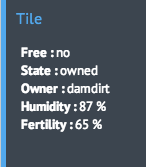 Tile
Free : no
State : owned
Owner : damdirt
Humidity : 87 %
Fertility : 65 %